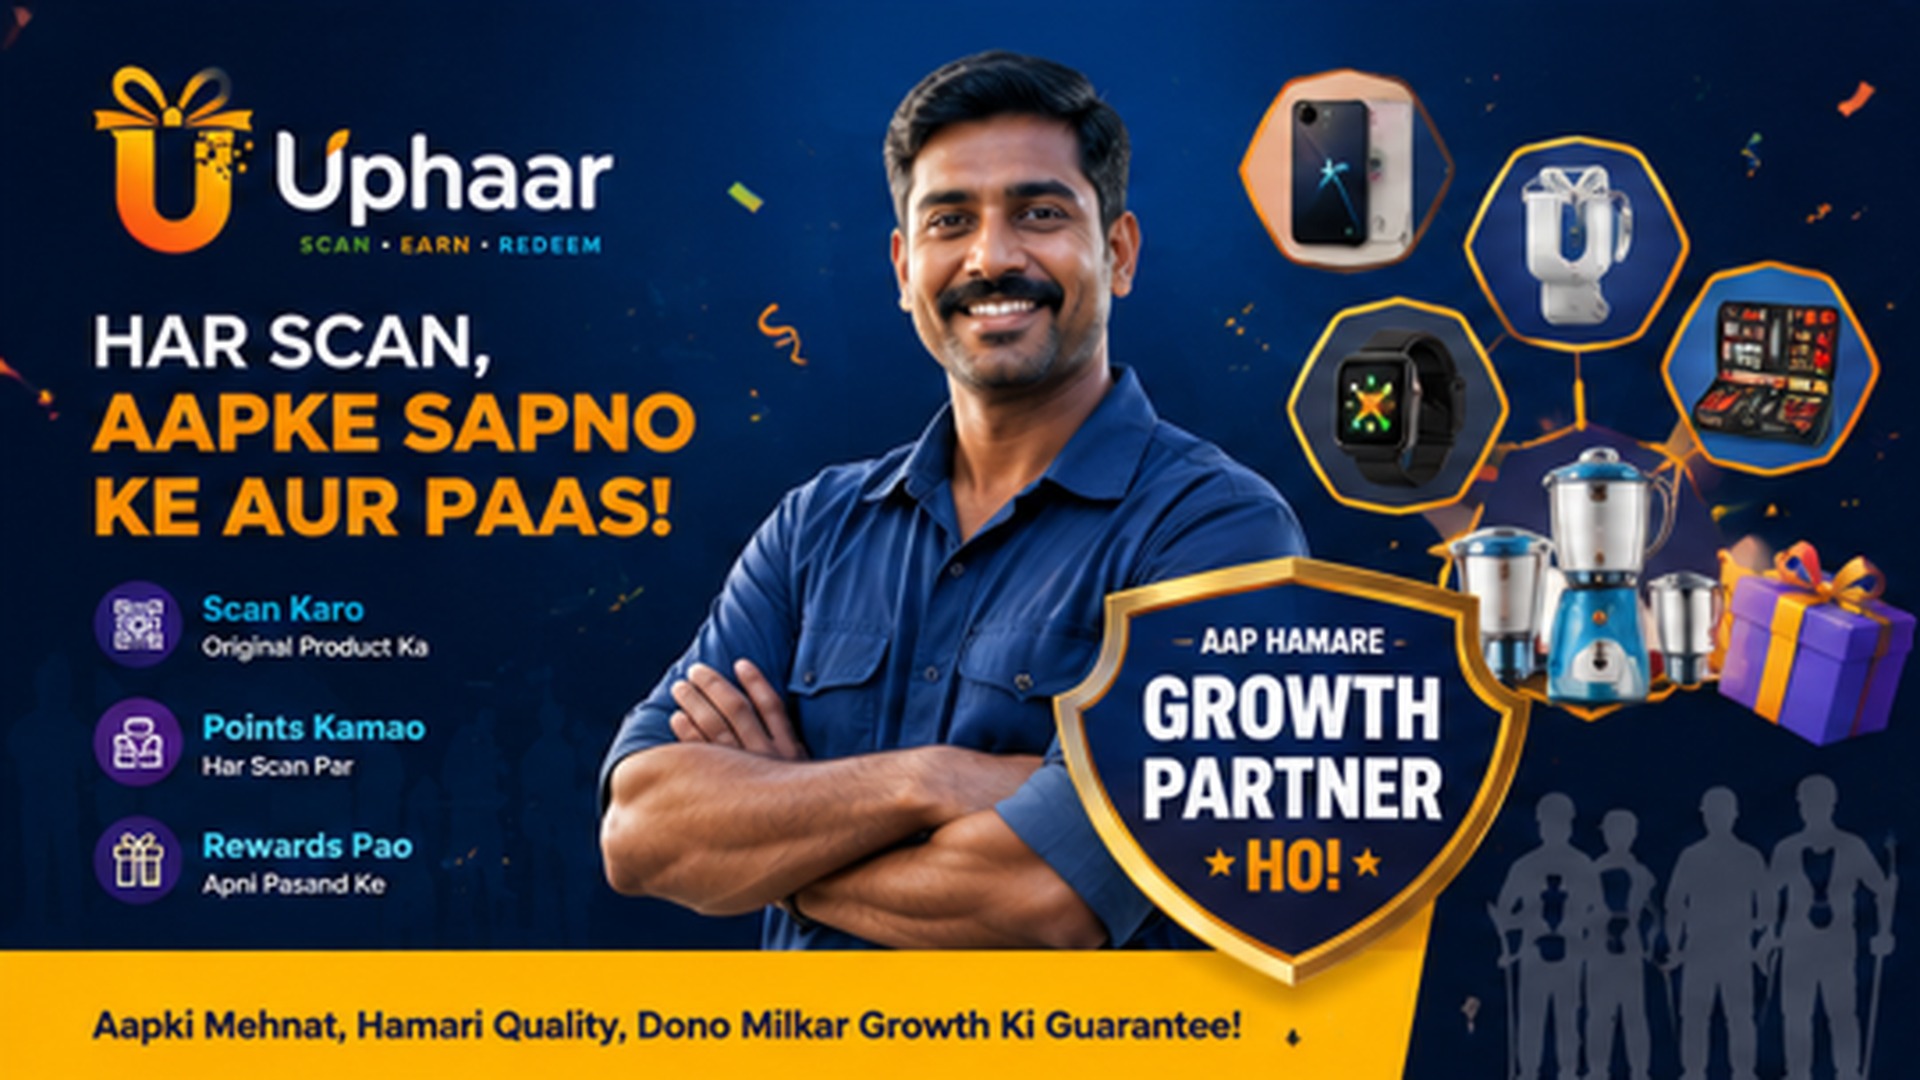 Uphaar
SCAN • EARN • REDEEM
HAR SCAN,
AAPKE SAPNO
KE AUR PAAS!
Scan Karo
Original Product Ka
Points Kamao
Har Scan Par
Rewards Pao
Apni Pasand Ke
AAP HAMARE
GROWTH
PARTNER
HO!
Aapki Mehnat, Hamari Quality, Dono Milkar Growth Ki Guarantee!